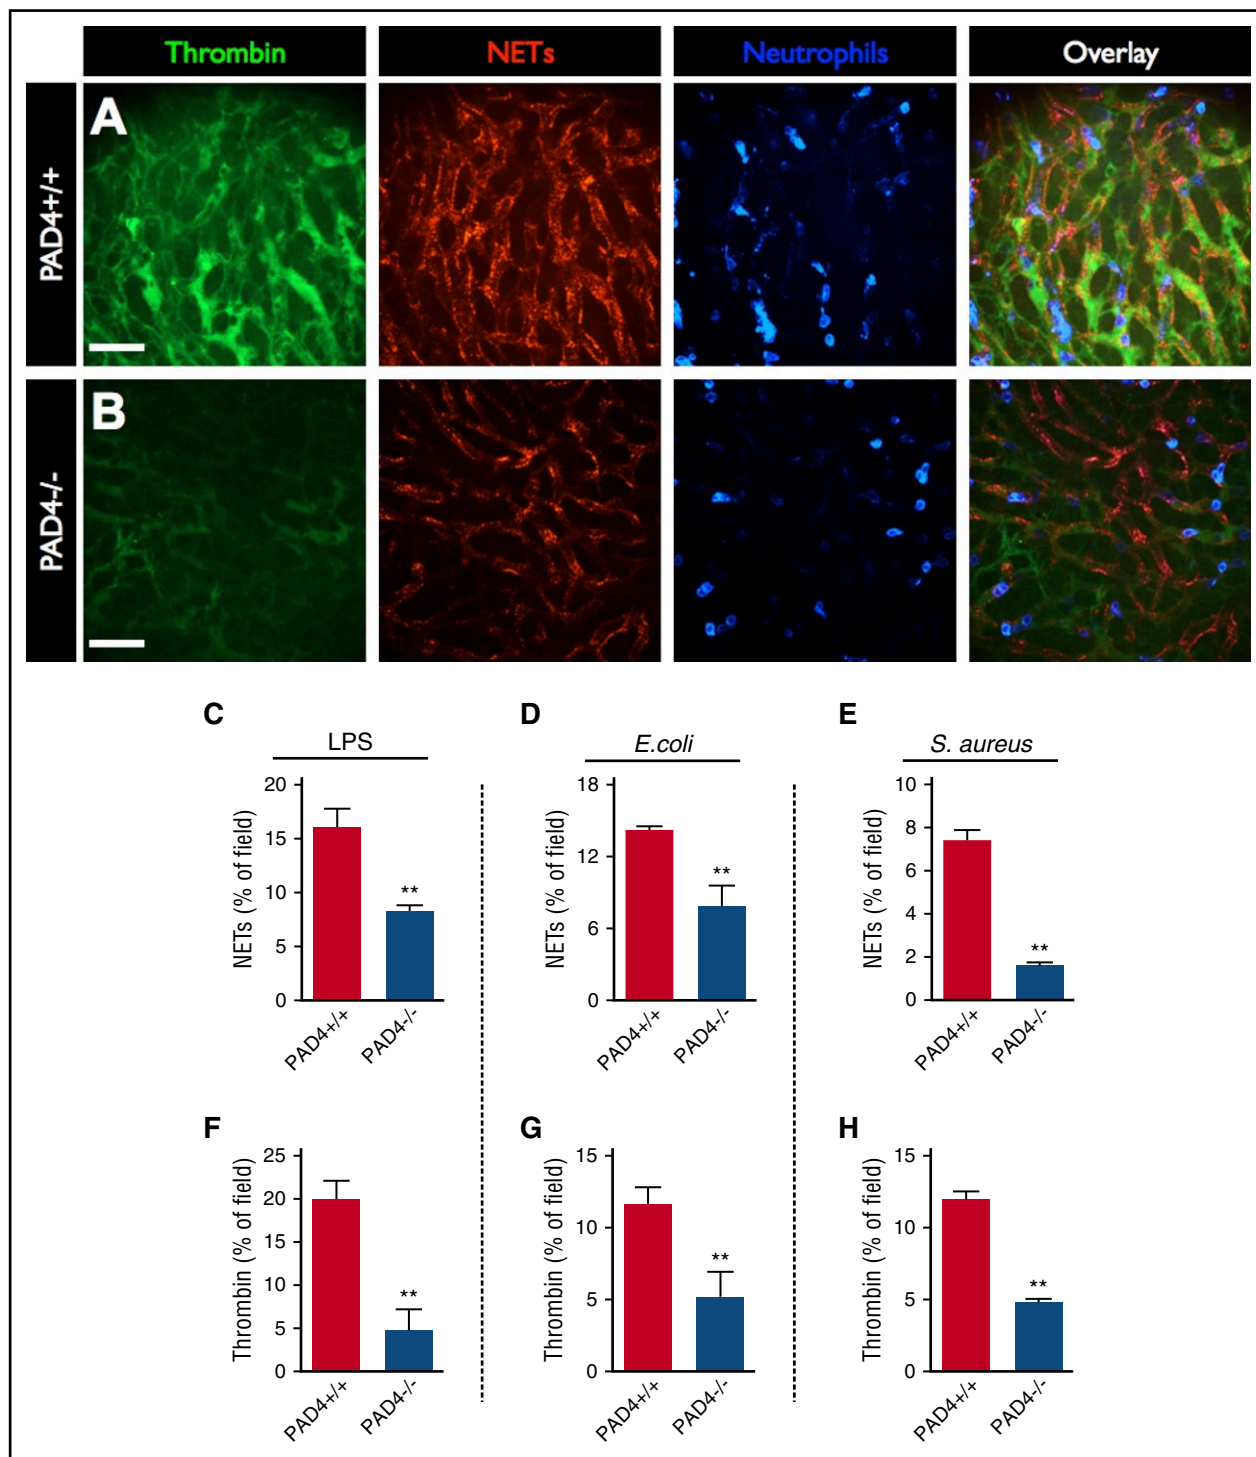 Thrombin NETs Neutrophils Overlay
A
PAD4+/+
B
PAD4-/-
C D E
LPS E.coli S. aureus
NETs (% of field)
20
15
10
5
0
**
PAD4+/+ PAD4-/-
NETs (% of field)
18
12
6
0
**
PAD4+/+ PAD4-/-
NETs (% of field)
10
8
6
4
2
0
**
PAD4+/+ PAD4-/-
F G H
Thrombin (% of field)
25
20
15
10
5
0
**
PAD4+/+ PAD4-/-
Thrombin (% of field)
15
10
5
0
**
PAD4+/+ PAD4-/-
Thrombin (% of field)
15
10
5
0
**
PAD4+/+ PAD4-/-